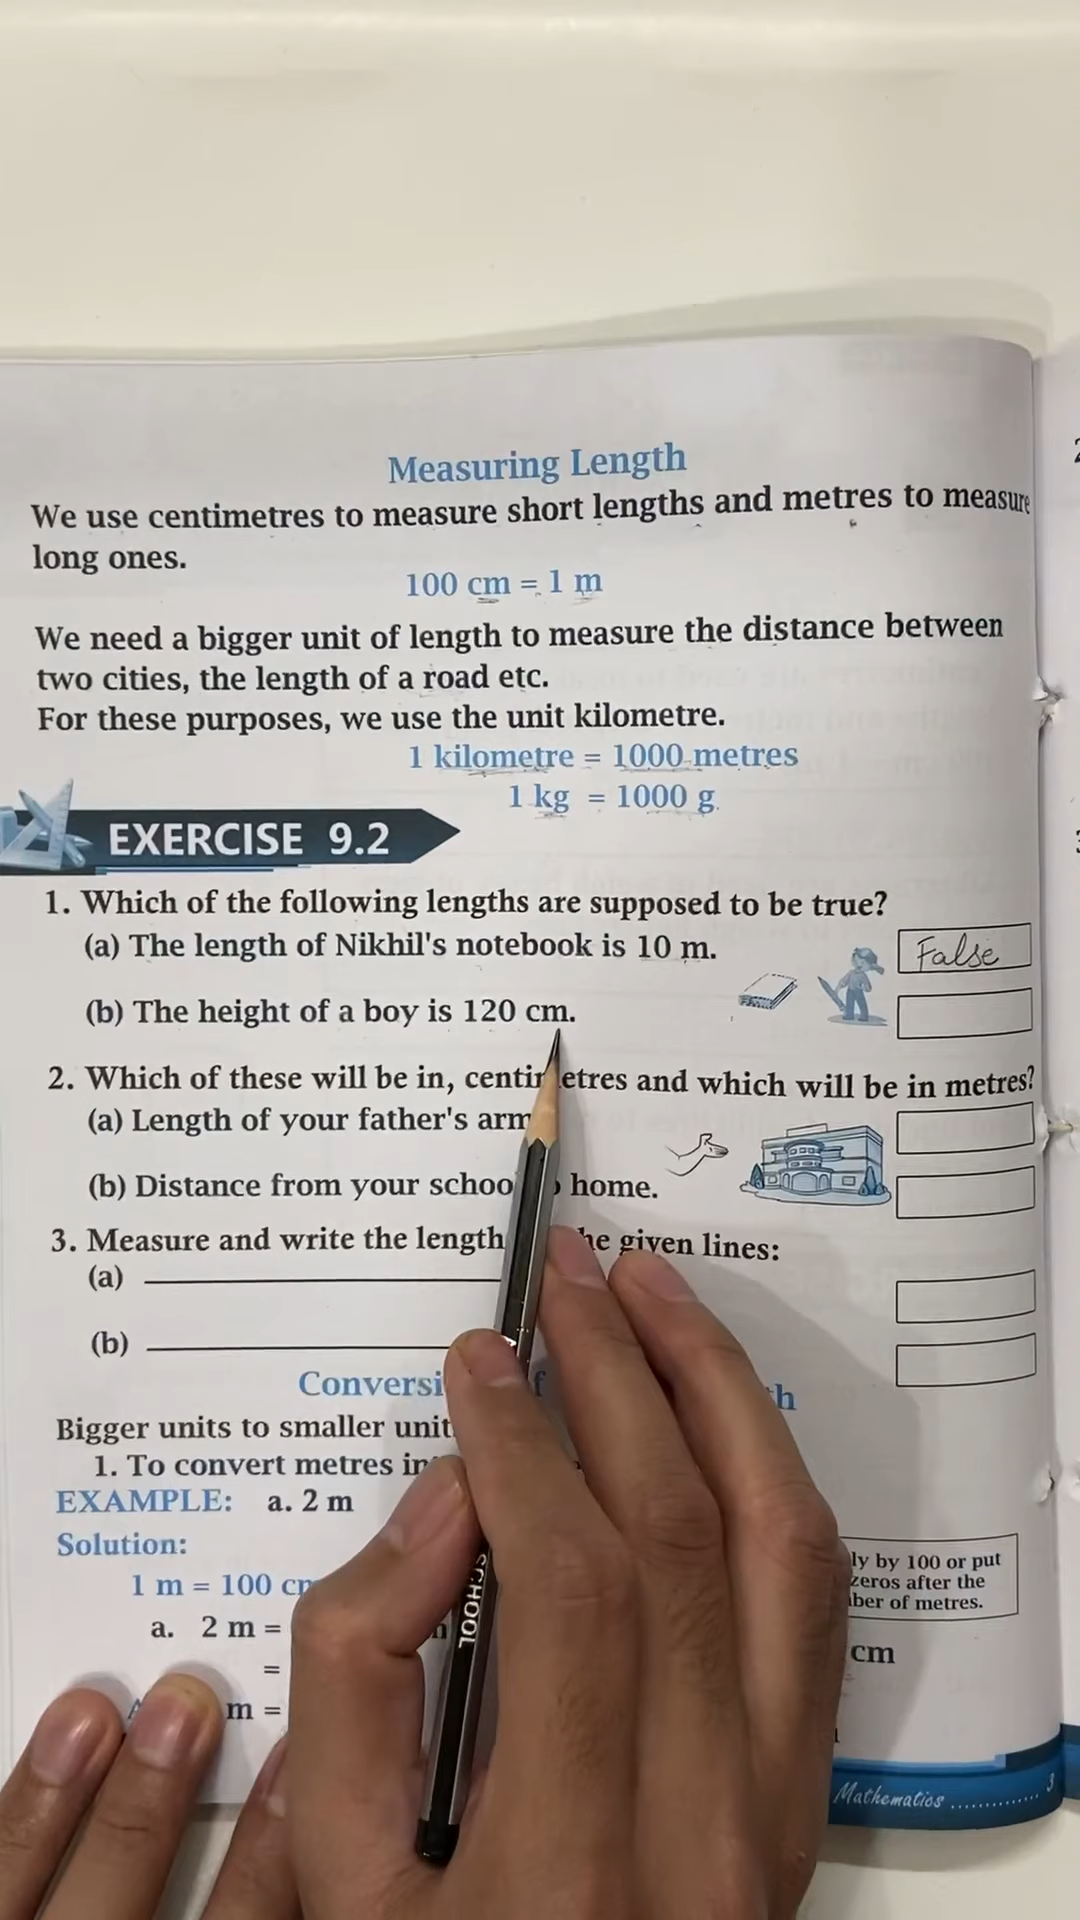 Measuring Length
We use centimetres to measure short lengths and metres to measure
long ones.
100 cm = 1 m
We need a bigger unit of length to measure the distance between
two cities, the length of a road etc.
For these purposes, we use the unit kilometre.
1 kilometre = 1000 metres
1 kg = 1000 g
EXERCISE 9.2
1. Which of the following lengths are supposed to be true?
(a) The length of Nikhil's notebook is 10 m.
False
(b) The height of a boy is 120 cm.
2. Which of these will be in, centimetres and which will be in metres?
(a) Length of your father's arm
(b) Distance from your school home.
3. Measure and write the length he given lines:
(a)
(b)
Bigger units to smaller unit
1. To convert metres
EXAMPLE: a. 2 m
Solution:
1 m = 100 cm
a. 2 m =
=
m =
ly by 100 or put
zeros after the
ber of metres.
cm
SCHOOL
Mathematics .............. 3